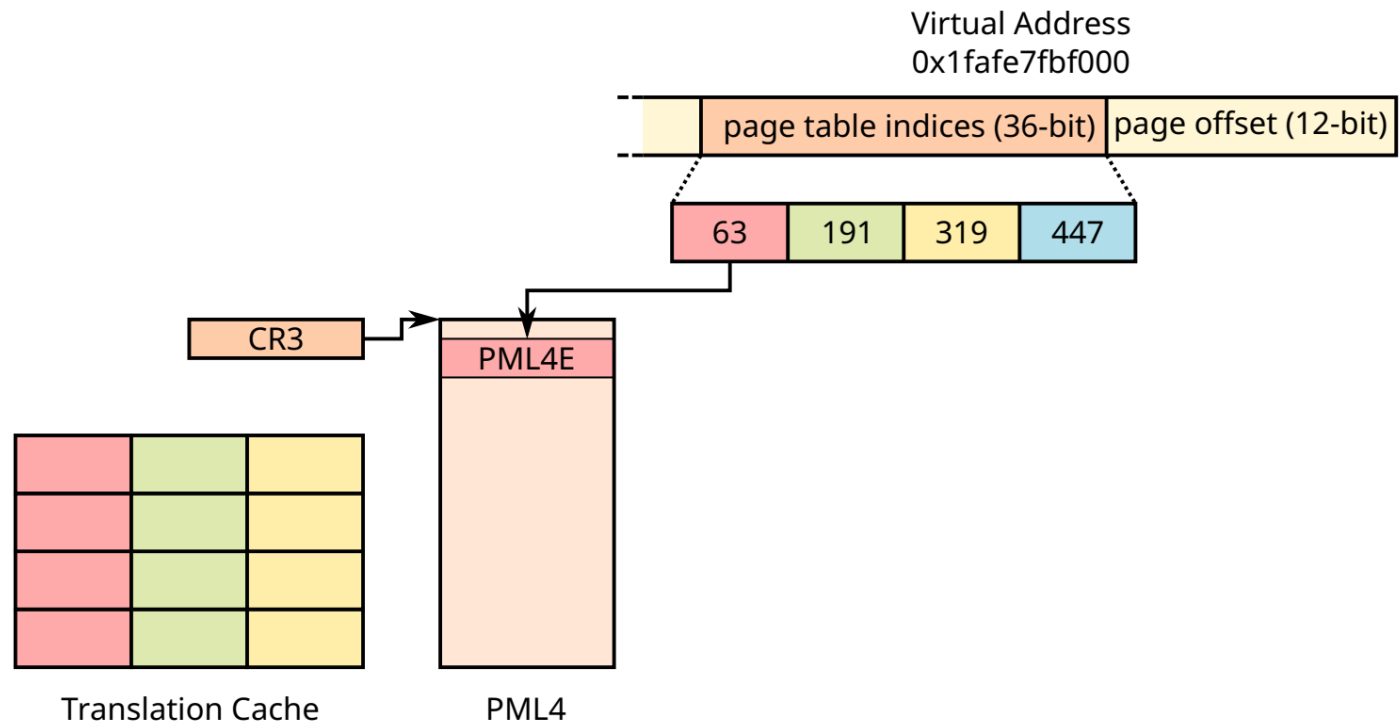 Virtual Address
0x1fafe7fbf000
page table indices (36-bit)
page offset (12-bit)
63
191
319
447
CR3
PML4E
Translation Cache
PML4